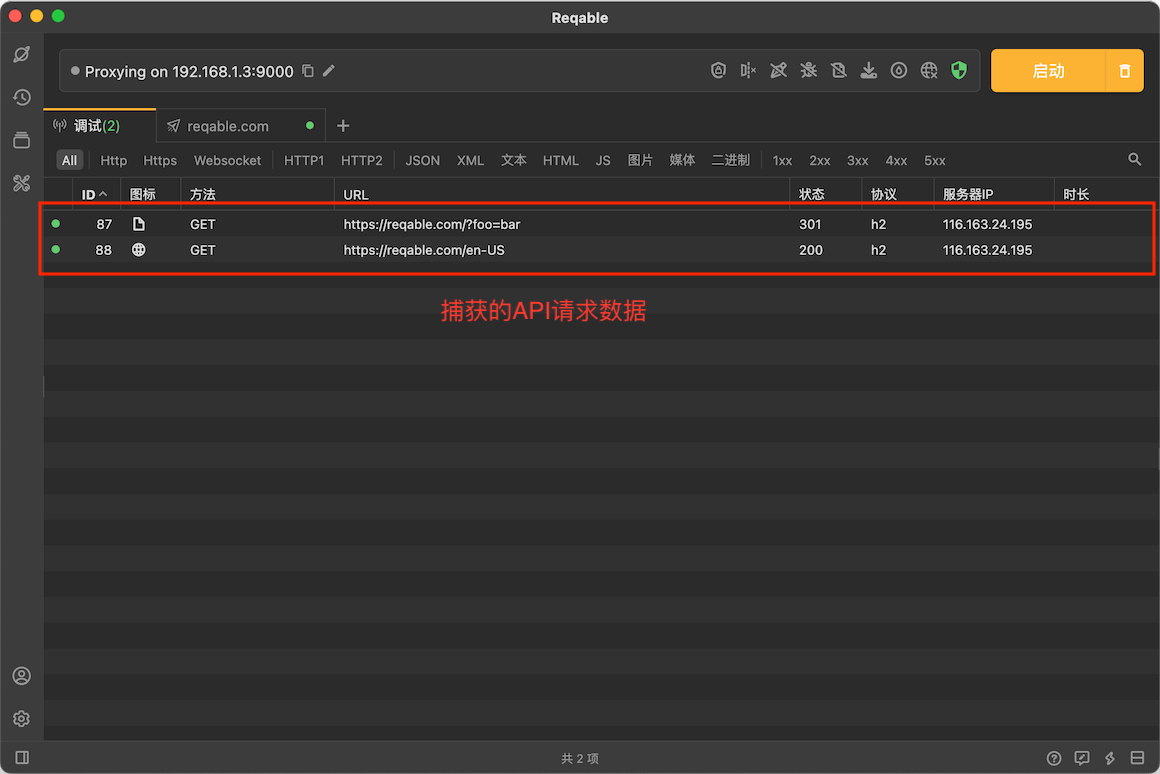 Reqable
Proxying on 192.168.1.3:9000
启动
调试(2) reqable.com
All Http Https Websocket HTTP1 HTTP2 JSON XML 文本 HTML JS 图片 媒体 二进制 1xx 2xx 3xx 4xx 5xx
ID 图标 方法 URL 状态 协议 服务器IP 时长
87 GET https://reqable.com/?foo=bar 301 h2 116.163.24.195
88 GET https://reqable.com/en-US 200 h2 116.163.24.195
捕获的API请求数据
共 2 项